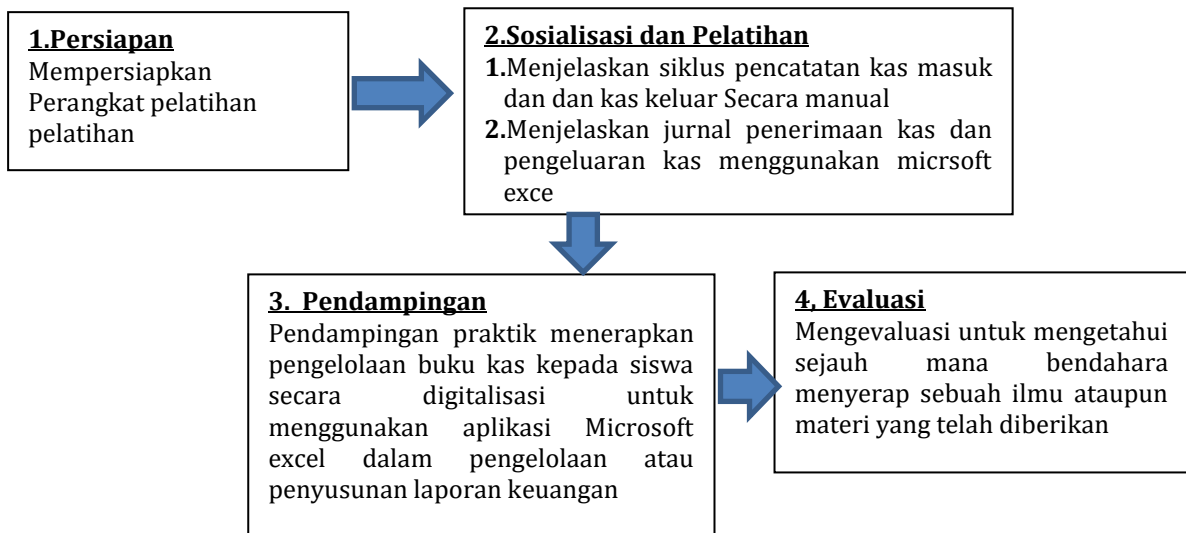 1.Persiapan
Mempersiapkan
Perangkat pelatihan
pelatihan
2.Sosialisasi dan Pelatihan
1.Menjelaskan siklus pencatatan kas masuk
dan dan kas keluar Secara manual
2.Menjelaskan jurnal penerimaan kas dan
pengeluaran kas menggunakan micrsoft
exce
3. Pendampingan
Pendampingan praktik menerapkan
pengelolaan buku kas kepada siswa
secara digitalisasi untuk
menggunakan aplikasi Microsoft
excel dalam pengelolaan atau
penyusunan laporan keuangan
4, Evaluasi
Mengevaluasi untuk mengetahui
sejauh mana bendahara
menyerap sebuah ilmu ataupun
materi yang telah diberikan